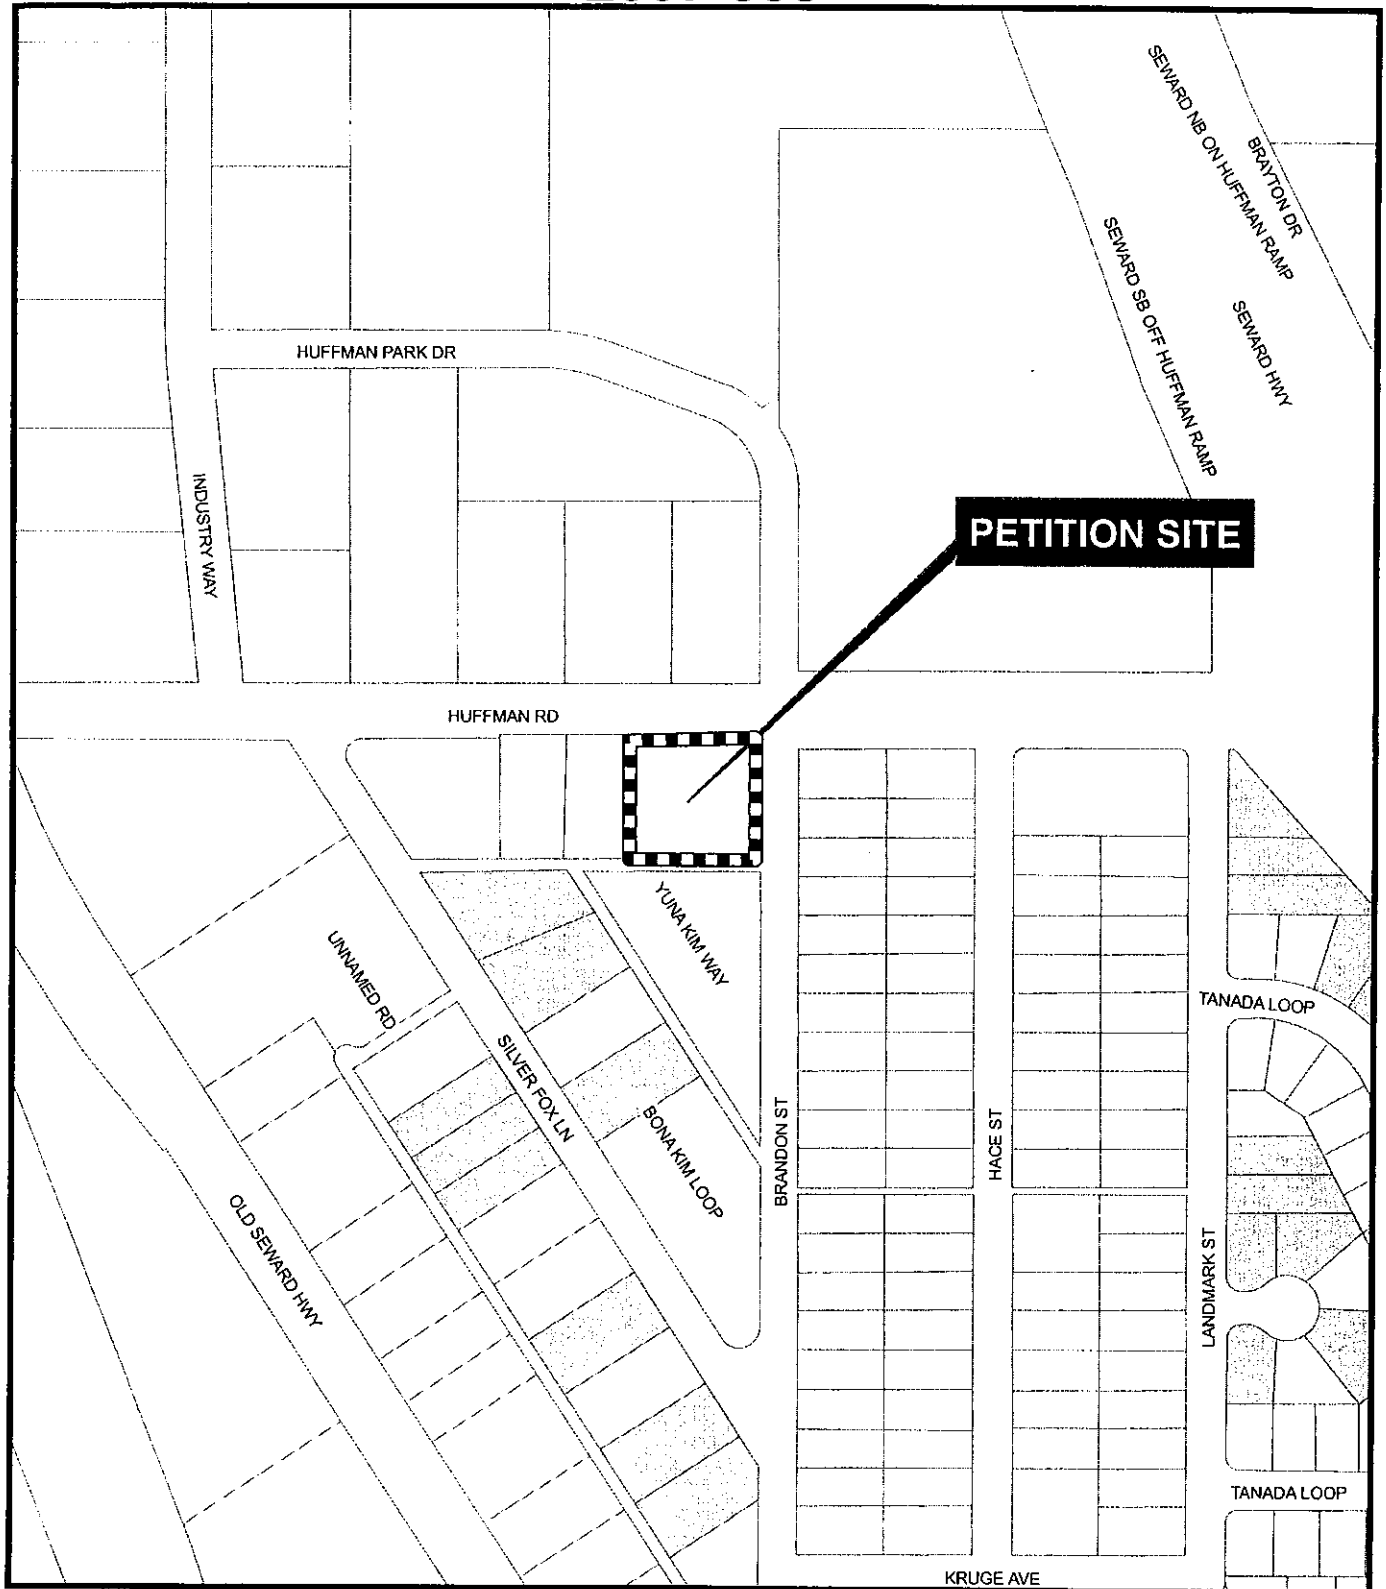 SEWARD NB ON HUFFMAN RAMP
BRAYTON DR
SEWARD SB OFF HUFFMAN RAMP
SEWARD HWY
HUFFMAN PARK DR
INDUSTRY WAY
PETITION SITE
HUFFMAN RD
YUNA KIM WAY
UNNAMED RD
TANADA LOOP
SILVER FOX LN
BONA KIM LOOP
BRANDON ST
HACE ST
OLD SEWARD HWY
LANDMARK ST
TANADA LOOP
KRUGE AVE